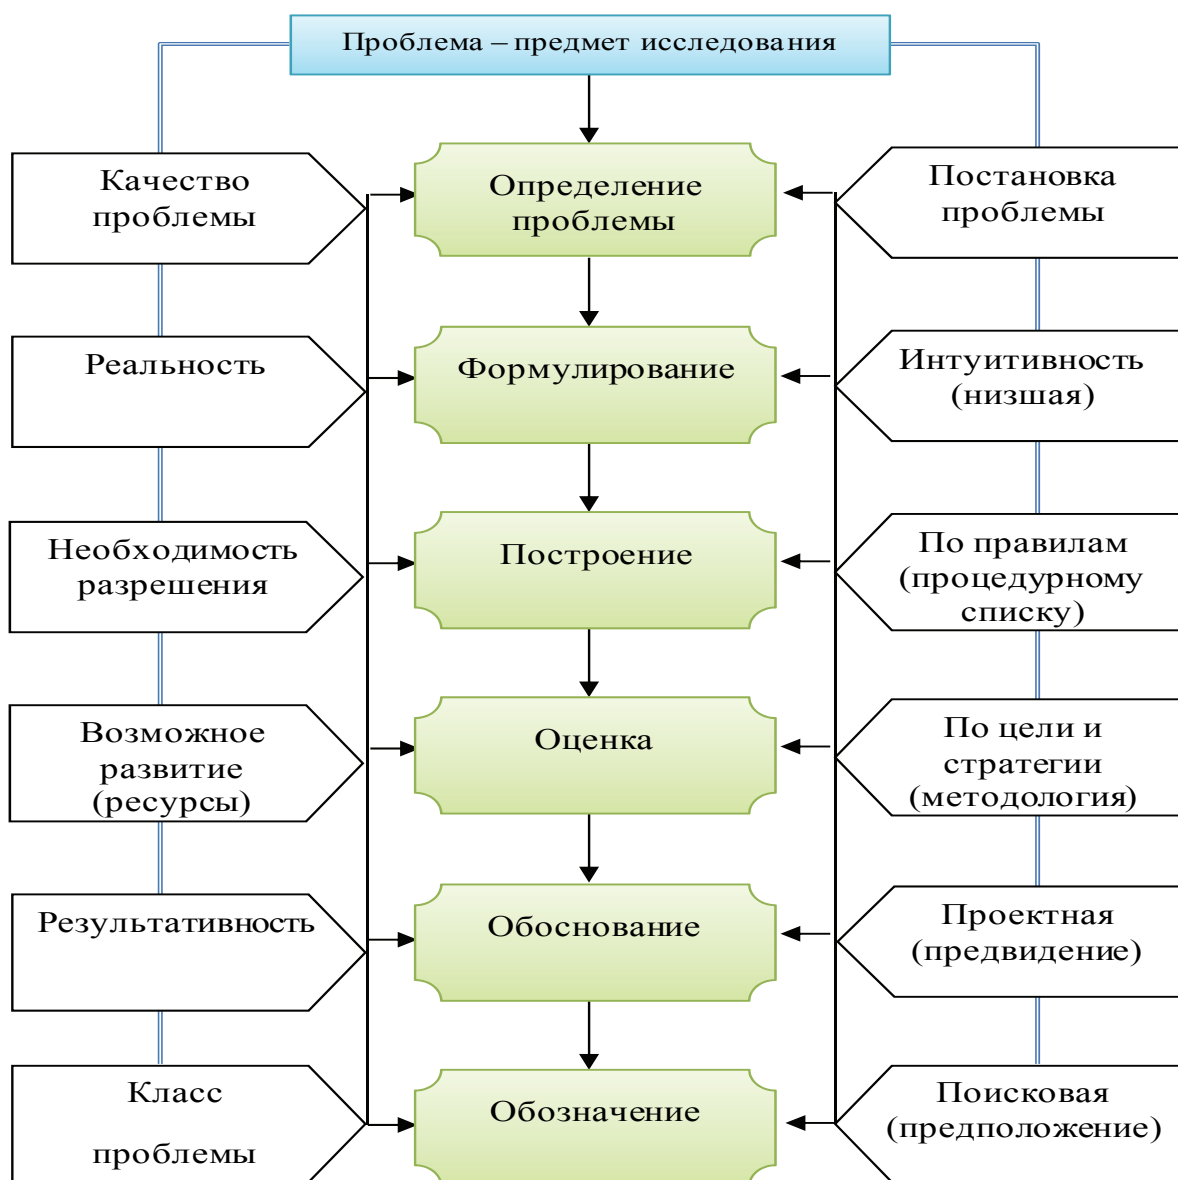 Проблема – предмет исследования
Качество
проблемы
Определение
проблемы
Постановка
проблемы
Реальность
Формулирование
Интуитивность
(низшая)
Необходимость
разрешения
Построение
По правилам
(процедурному
списку)
Возможное
развитие
(ресурсы)
Оценка
По цели и
стратегии
(методология)
Результативность
Обоснование
Проектная
(предвидение)
Класс
проблемы
Обозначение
Поисковая
(предположение)